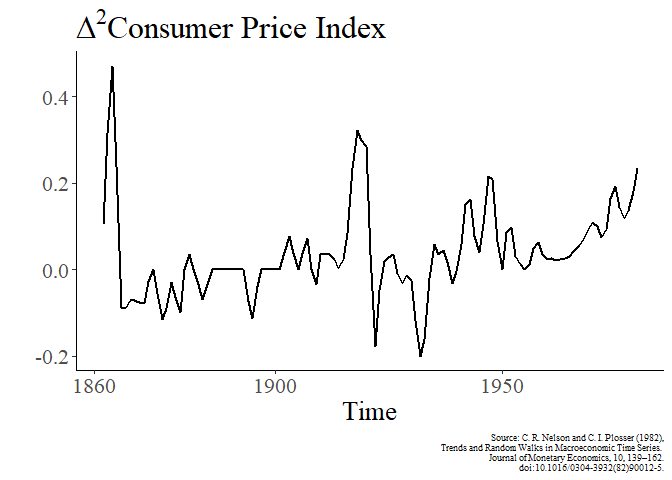 Δ²Consumer Price Index
0.4
0.2
0.0
-0.2
1860 1900 1950
Time
Source: C. R. Nelson and C. I. Plosser (1982),
Trends and Random Walks in Macroeconomic Time Series.
Journal of Monetary Economics, 10, 139–162.
doi:10.1016/0304-3932(82)90012-5.